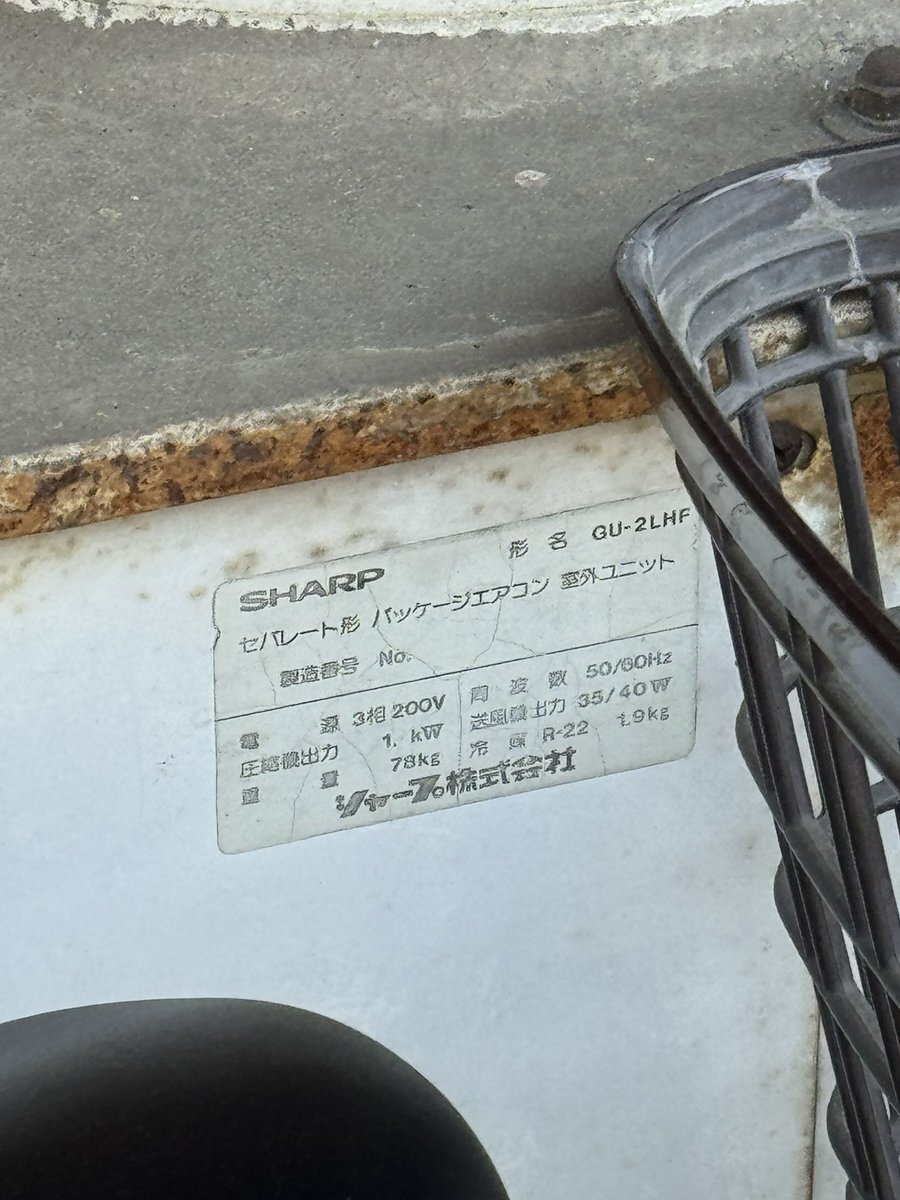 SHARP 形名 GU-2LHF
セパレート形 パッケージエアコン 室外ユニット
製造番号 No.
電源 3相 200V 周波数 50/60Hz
圧縮機出力 1. kW 送風機出力 35/40W
重量 78kg 冷媒 R-22 1.9kg
シャープ株式会社